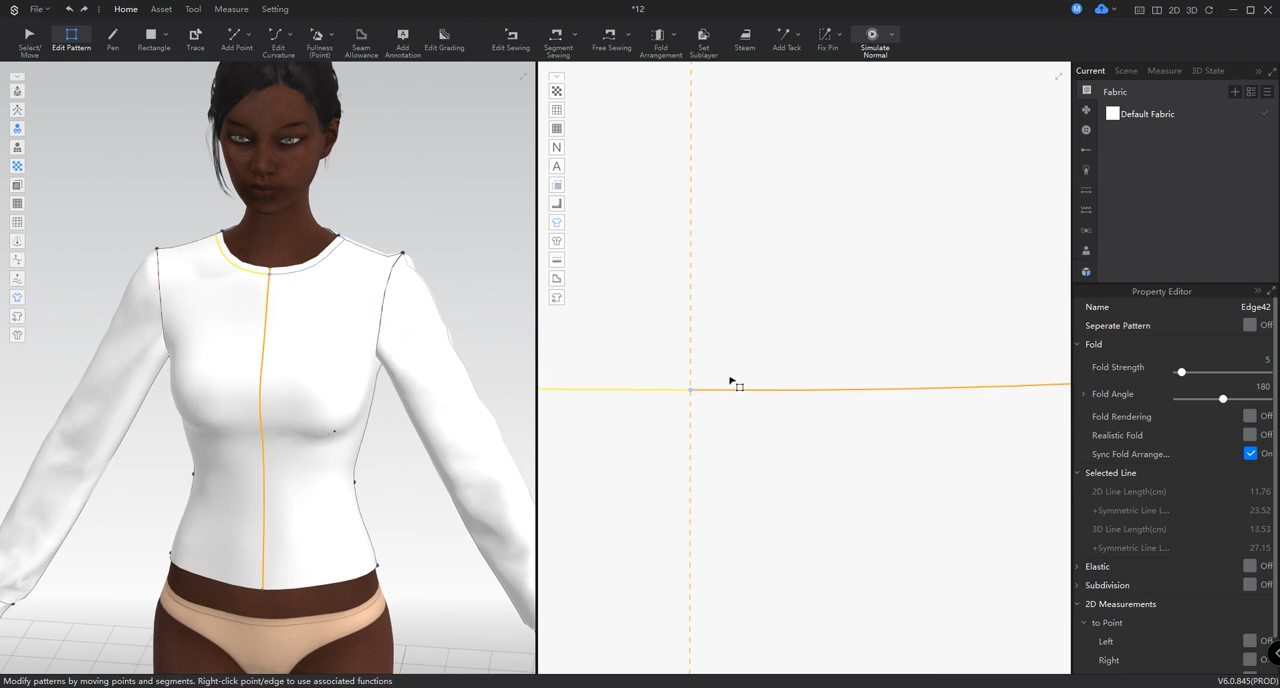 File
Home
Asset
Tool
Measure
Setting
*12
M
2D
3D
Select/
Move
Edit Pattern
Pen
Rectangle
Trace
Add Point
Edit
Curvature
Fullness
(Point)
Seam
Allowance
Add
Annotation
Edit Grading
Edit Sewing
Segment
Sewing
Free Sewing
Fold
Arrangement
Set
Sublayer
Steam
Add Tack
Fix Pin
Simulate
Normal
N
A
Current
Scene
Measure
3D State
Fabric
Default Fabric
Property Editor
Name
Edge42
Seperate Pattern
Off
Fold
Fold Strength
5
Fold Angle
180
Fold Rendering
Off
Realistic Fold
Off
Sync Fold Arrange...
On
Selected Line
2D Line Length(cm)
11.76
+Symmetric Line L...
23.52
3D Line Length(cm)
13.53
+Symmetric Line L...
27.15
Elastic
Off
Subdivision
Off
2D Measurements
to Point
Left
Right
Modify patterns by moving points and segments. Right-click point/edge to use associated functions
V6.0.845(PROD)